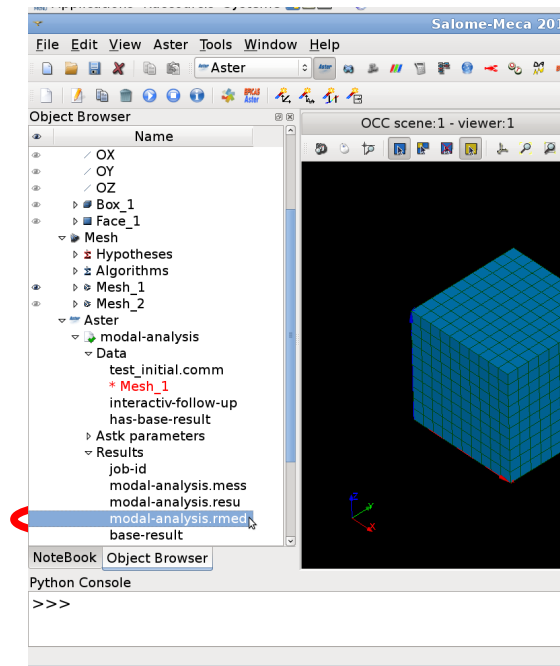 Salome-Meca 201
File Edit View Aster Tools Window Help
Aster
Object Browser
Name
OX
OY
OZ
Box_1
Face_1
Mesh
Hypotheses
Algorithms
Mesh_1
Mesh_2
Aster
modal-analysis
Data
test_initial.comm
* Mesh_1
interactiv-follow-up
has-base-result
Astk parameters
Results
job-id
modal-analysis.mess
modal-analysis.resu
modal-analysis.rmed
base-result
NoteBook Object Browser
OCC scene:1 - viewer:1
Z
Y
X
Python Console
>>>